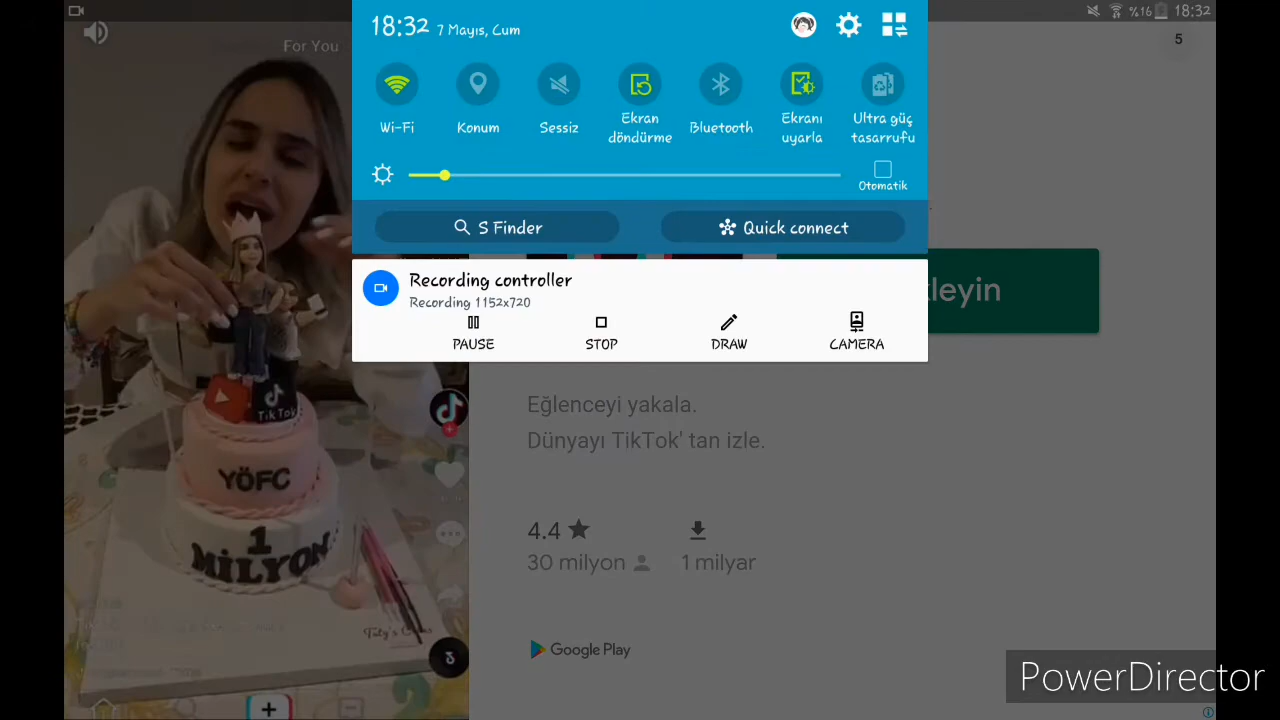 18:32 7 Mayıs, Cum
%16 18:32
For You
5
Wi-Fi
Konum
Sessiz
Ekran döndürme
Bluetooth
Ekranı uyarla
Ultra güç tasarrufu
Otomatik
S Finder
Quick connect
Recording controller
Recording 1152x720
PAUSE
STOP
DRAW
CAMERA
kleyin
Eğlenceyi yakala.
Dünyayı TikTok' tan izle.
TikTok
YÖFC
1
MİLYON
4.4
30 milyon
1 milyar
Google Play
PowerDirector